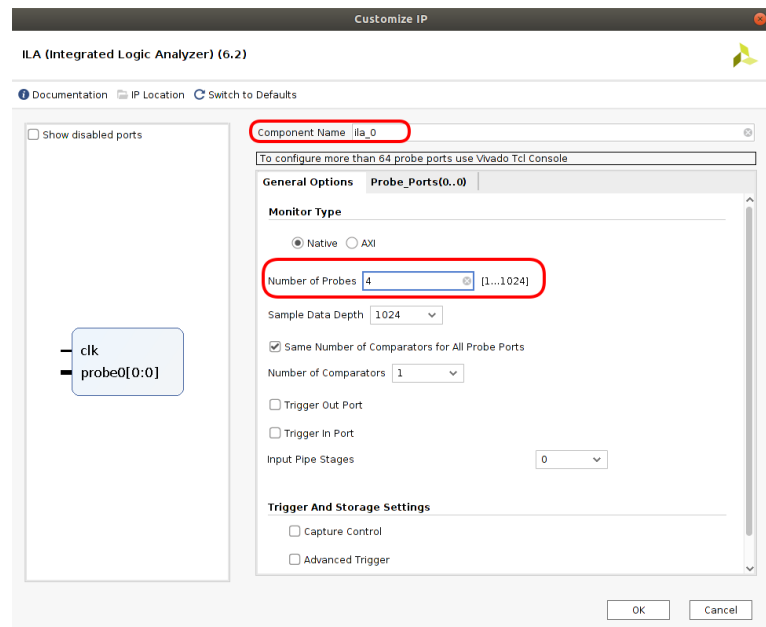 Customize IP
ILA (Integrated Logic Analyzer) (6.2)
Documentation IP Location Switch to Defaults
Show disabled ports
Component Name ila_0
To configure more than 64 probe ports use Vivado Tcl Console
General Options Probe_Ports(0..0)
Monitor Type
Native AXI
Number of Probes 4 [1...1024]
Sample Data Depth 1024
Same Number of Comparators for All Probe Ports
Number of Comparators 1
Trigger Out Port
Trigger In Port
Input Pipe Stages 0
Trigger And Storage Settings
Capture Control
Advanced Trigger
clk
probe0[0:0]
OK Cancel